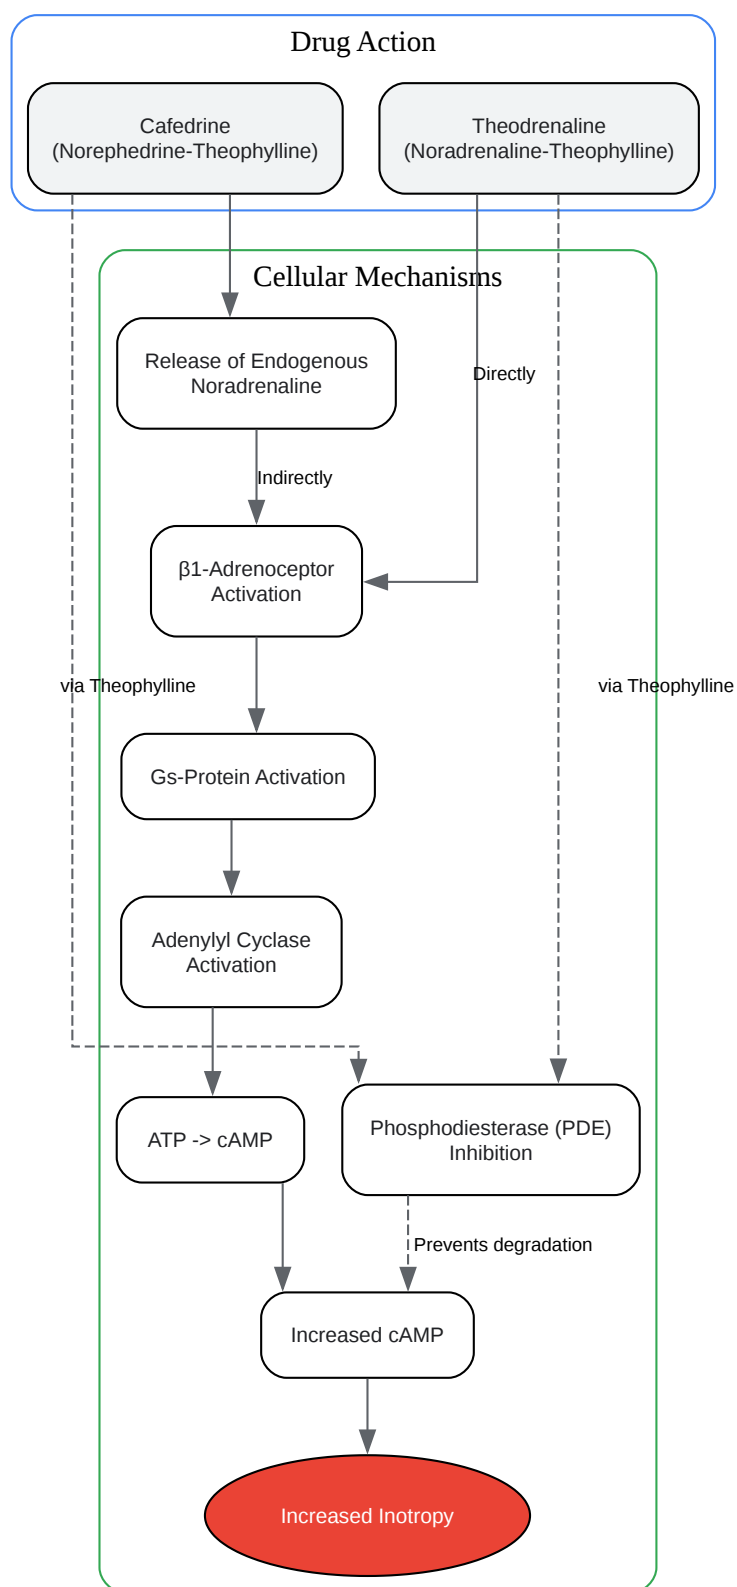 Drug Action
Cafedrine
(Norephedrine-Theophylline)
Theodrenaline
(Noradrenaline-Theophylline)
Cellular Mechanisms
Release of Endogenous
Noradrenaline
Directly
Indirectly
β1-Adrenoceptor
Activation
via Theophylline
via Theophylline
Gs-Protein Activation
Adenylyl Cyclase
Activation
ATP -> cAMP
Phosphodiesterase (PDE)
Inhibition
Prevents degradation
Increased cAMP
Increased Inotropy